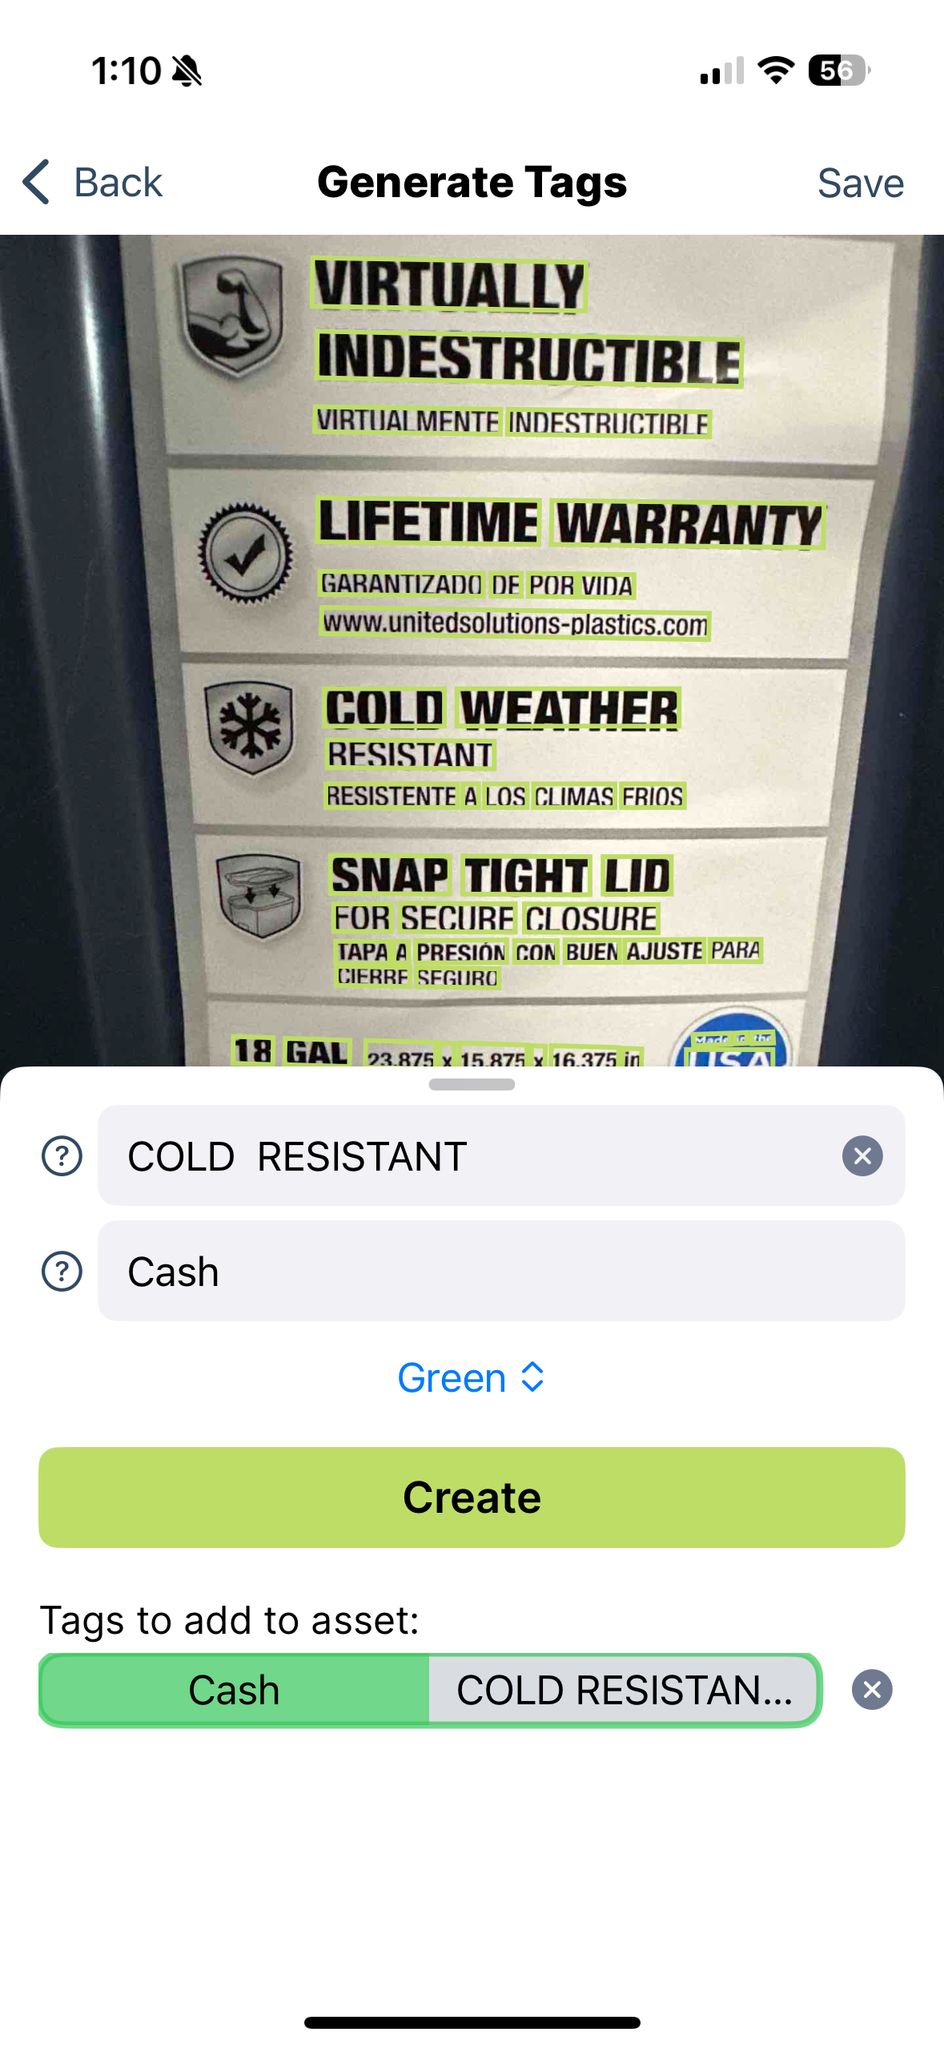 1:10
56
Back Generate Tags Save
VIRTUALLY
INDESTRUCTIBLE
VIRTUALMENTE INDESTRUCTIBLE
LIFETIME WARRANTY
GARANTIZADO DE POR VIDA
www.unitedsolutions-plastics.com
COLD WEATHER
RESISTANT
RESISTENTE A LOS CLIMAS FRIOS
SNAP TIGHT LID
FOR SECURE CLOSURE
TAPA A PRESIÓN CON BUEN AJUSTE PARA
CIERRE SEGURO
18 GAL 23.875 x 15.875 x 16.375 in
Made in the
USA
? COLD  RESISTANT
? Cash
Green
Create
Tags to add to asset:
Cash COLD RESISTAN...